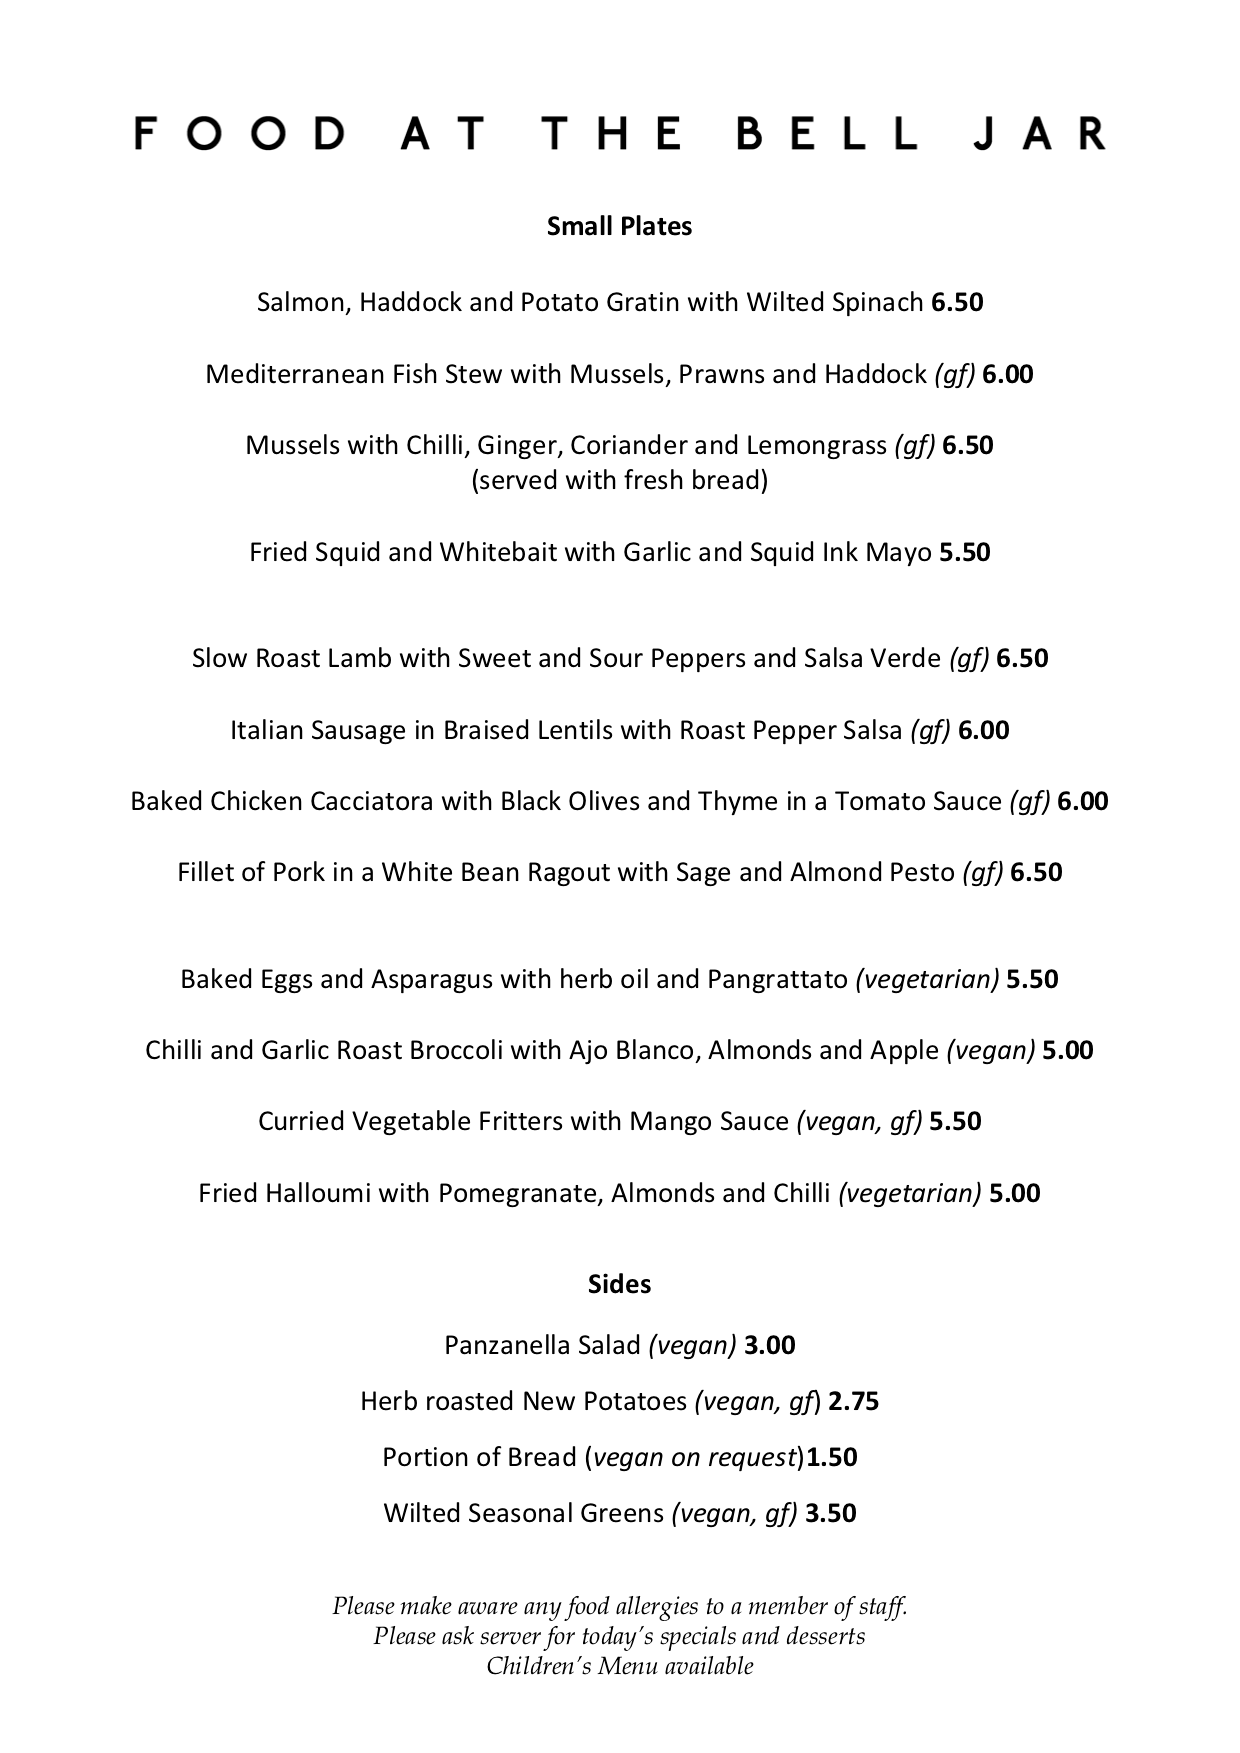 FOOD AT THE BELL JAR
Small Plates
Salmon, Haddock and Potato Gratin with Wilted Spinach 6.50
Mediterranean Fish Stew with Mussels, Prawns and Haddock (gf) 6.00
Mussels with Chilli, Ginger, Coriander and Lemongrass (gf) 6.50
(served with fresh bread)
Fried Squid and Whitebait with Garlic and Squid Ink Mayo 5.50
Slow Roast Lamb with Sweet and Sour Peppers and Salsa Verde (gf) 6.50
Italian Sausage in Braised Lentils with Roast Pepper Salsa (gf) 6.00
Baked Chicken Cacciatora with Black Olives and Thyme in a Tomato Sauce (gf) 6.00
Fillet of Pork in a White Bean Ragout with Sage and Almond Pesto (gf) 6.50
Baked Eggs and Asparagus with herb oil and Pangrattato (vegetarian) 5.50
Chilli and Garlic Roast Broccoli with Ajo Blanco, Almonds and Apple (vegan) 5.00
Curried Vegetable Fritters with Mango Sauce (vegan, gf) 5.50
Fried Halloumi with Pomegranate, Almonds and Chilli (vegetarian) 5.00
Sides
Panzanella Salad (vegan) 3.00
Herb roasted New Potatoes (vegan, gf) 2.75
Portion of Bread (vegan on request)1.50
Wilted Seasonal Greens (vegan, gf) 3.50
Please make aware any food allergies to a member of staff.
Please ask server for today's specials and desserts
Children's Menu available